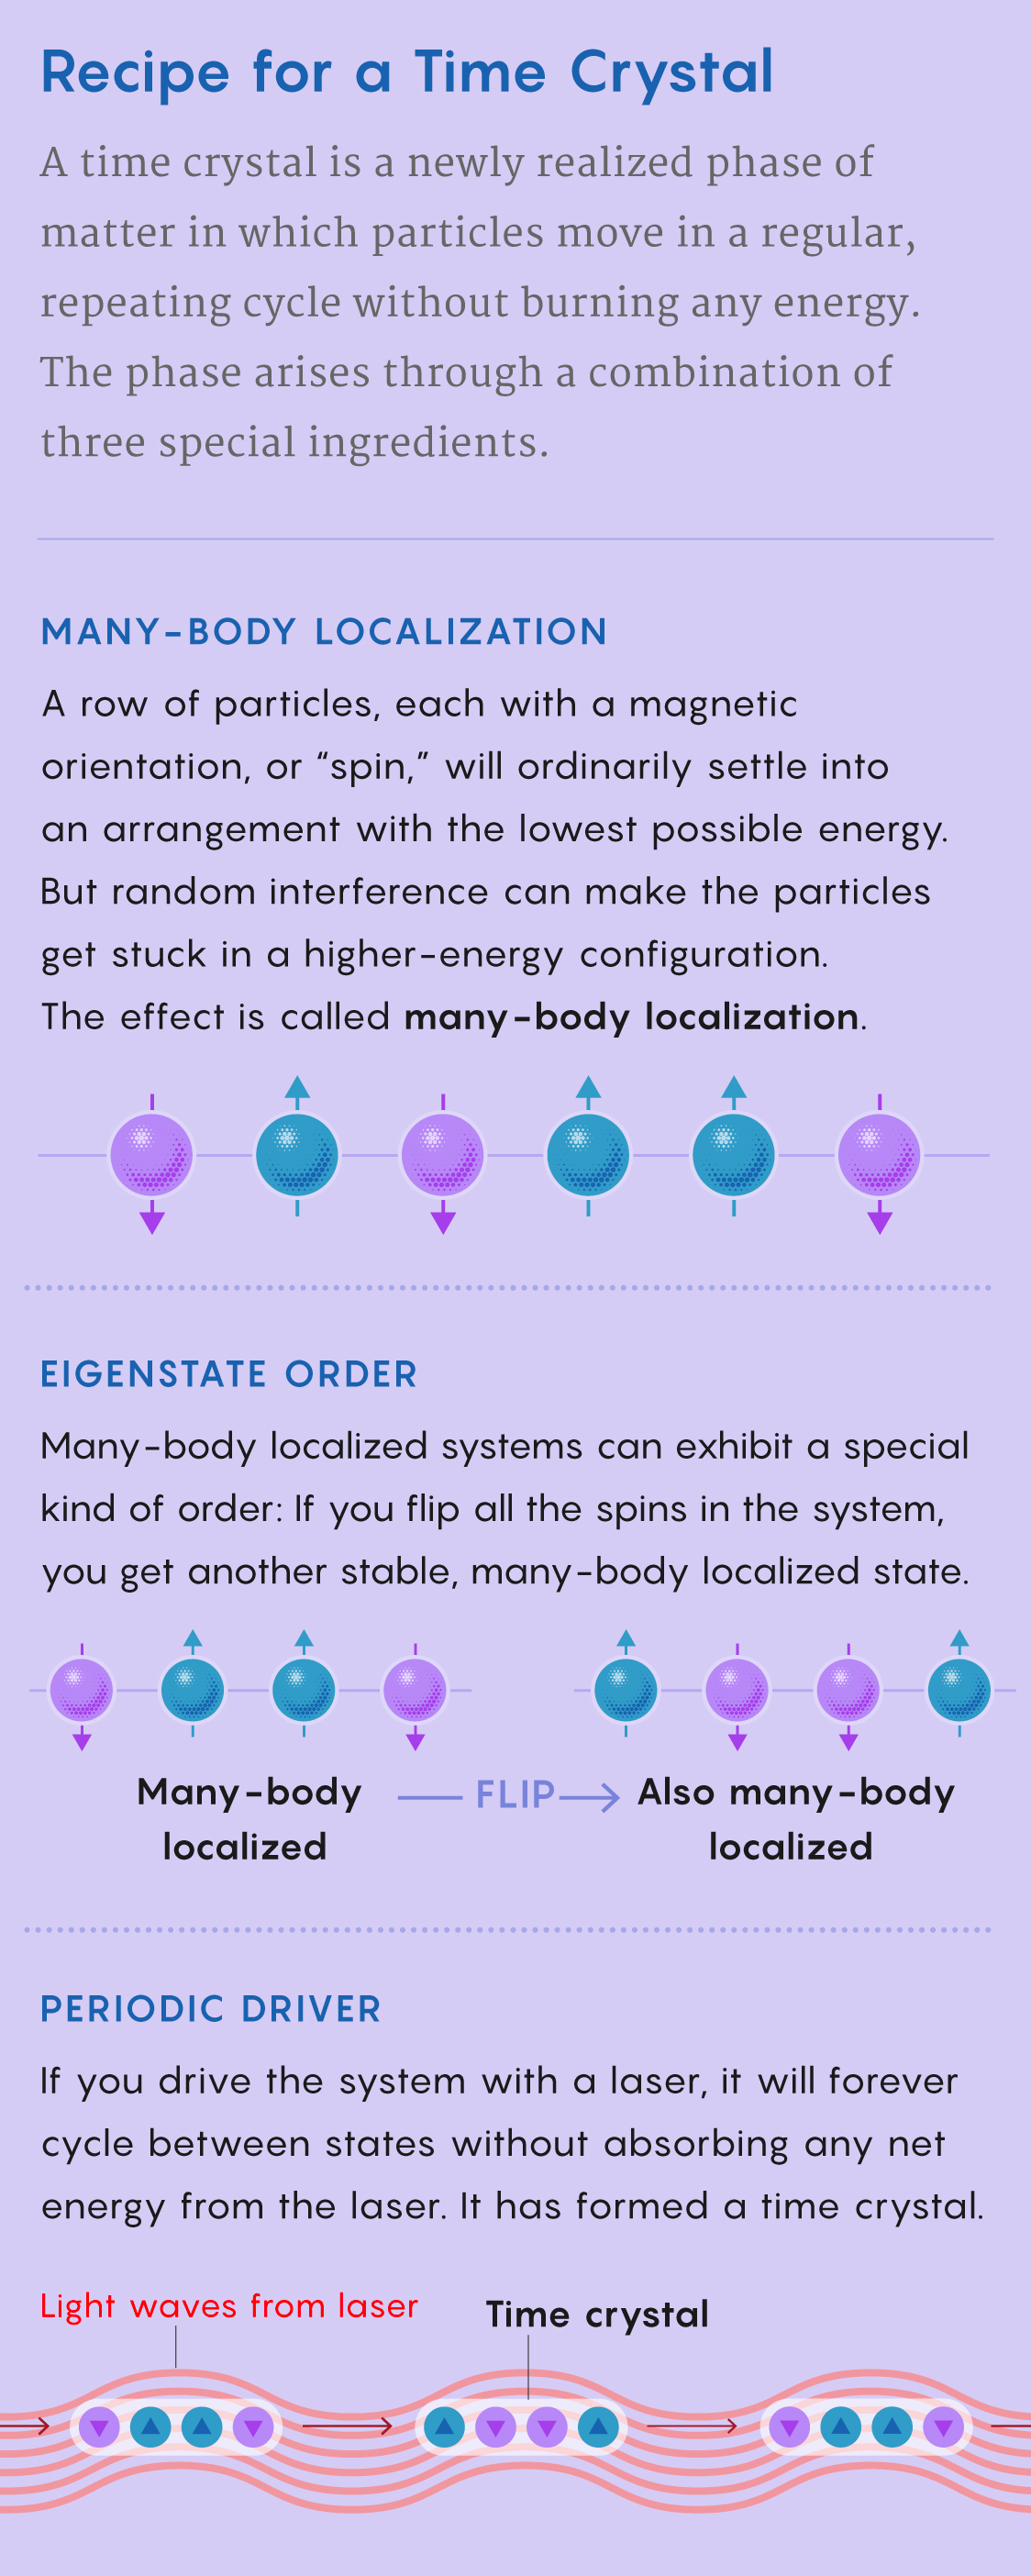 Recipe for a Time Crystal
A time crystal is a newly realized phase of
matter in which particles move in a regular,
repeating cycle without burning any energy.
The phase arises through a combination of
three special ingredients.
MANY-BODY LOCALIZATION
A row of particles, each with a magnetic
orientation, or “spin,” will ordinarily settle into
an arrangement with the lowest possible energy.
But random interference can make the particles
get stuck in a higher-energy configuration.
The effect is called many-body localization.
EIGENSTATE ORDER
Many-body localized systems can exhibit a special
kind of order: If you flip all the spins in the system,
you get another stable, many-body localized state.
Many-body
localized
FLIP
Also many-body
localized
PERIODIC DRIVER
If you drive the system with a laser, it will forever
cycle between states without absorbing any net
energy from the laser. It has formed a time crystal.
Light waves from laser
Time crystal